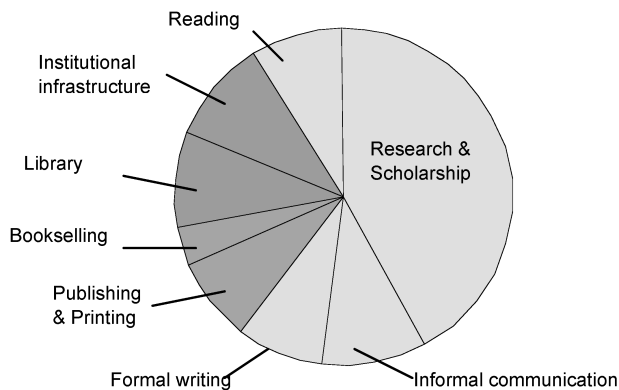 Reading
Institutional
infrastructure
Research &
Scholarship
Library
Bookselling
Publishing
& Printing
Formal writing
Informal communication